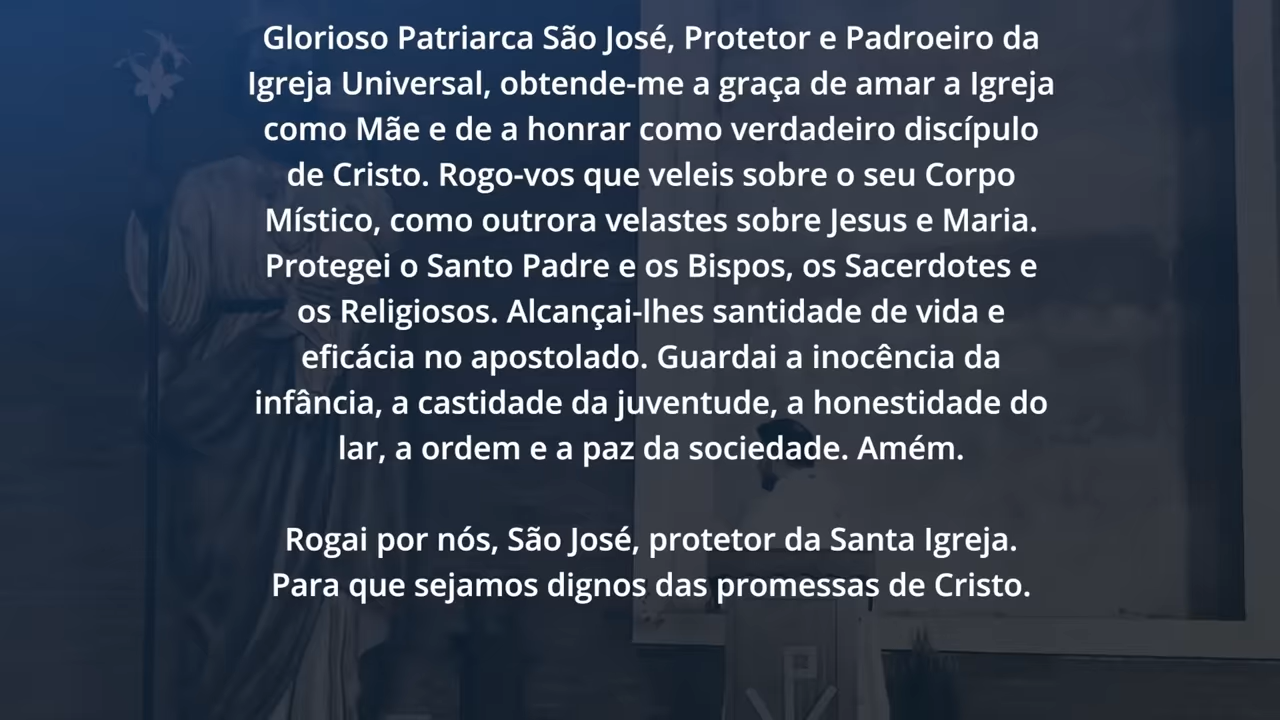 Glorioso Patriarca São José, Protetor e Padroeiro da
Igreja Universal, obtende-me a graça de amar a Igreja
como Mãe e de a honrar como verdadeiro discípulo
de Cristo. Rogo-vos que veleis sobre o seu Corpo
Místico, como outrora velastes sobre Jesus e Maria.
Protegei o Santo Padre e os Bispos, os Sacerdotes e
os Religiosos. Alcançai-lhes santidade de vida e
eficácia no apostolado. Guardai a inocência da
infância, a castidade da juventude, a honestidade do
lar, a ordem e a paz da sociedade. Amém.

Rogai por nós, São José, protetor da Santa Igreja.
Para que sejamos dignos das promessas de Cristo.